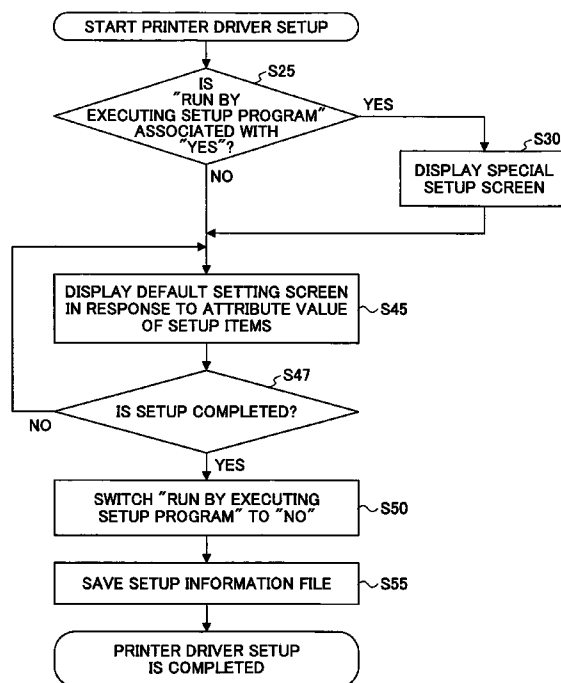 START PRINTER DRIVER SETUP
S25
IS
"RUN BY
EXECUTING SETUP PROGRAM"
ASSOCIATED WITH
"YES"?
YES
S30
NO
DISPLAY SPECIAL
SETUP SCREEN
DISPLAY DEFAULT SETTING SCREEN
IN RESPONSE TO ATTRIBUTE VALUE
OF SETUP ITEMS
S45
S47
IS SETUP COMPLETED?
NO
YES
SWITCH "RUN BY EXECUTING
SETUP PROGRAM" TO "NO"
S50
SAVE SETUP INFORMATION FILE
S55
PRINTER DRIVER SETUP
IS COMPLETED